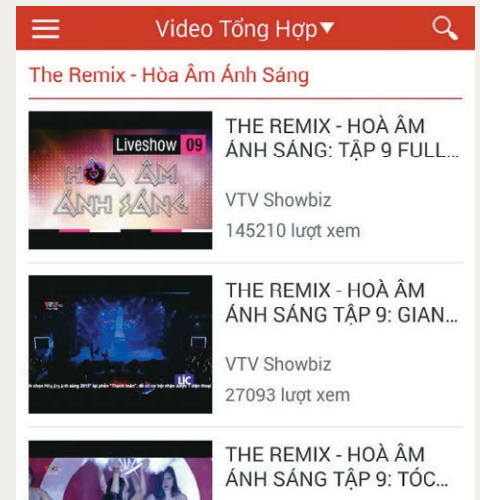 Video Tổng Hợp▼
The Remix - Hòa Âm Ánh Sáng
Liveshow 09
HÒA ÂM
ÁNH SÁNG
THE REMIX - HOÀ ÂM
ÁNH SÁNG: TẬP 9 FULL...
VTV Showbiz
145210 lượt xem
THE REMIX - HOÀ ÂM
ÁNH SÁNG TẬP 9: GIAN...
VTV Showbiz
27093 lượt xem
THE REMIX - HOÀ ÂM
ÁNH SÁNG TẬP 9: TÓC...